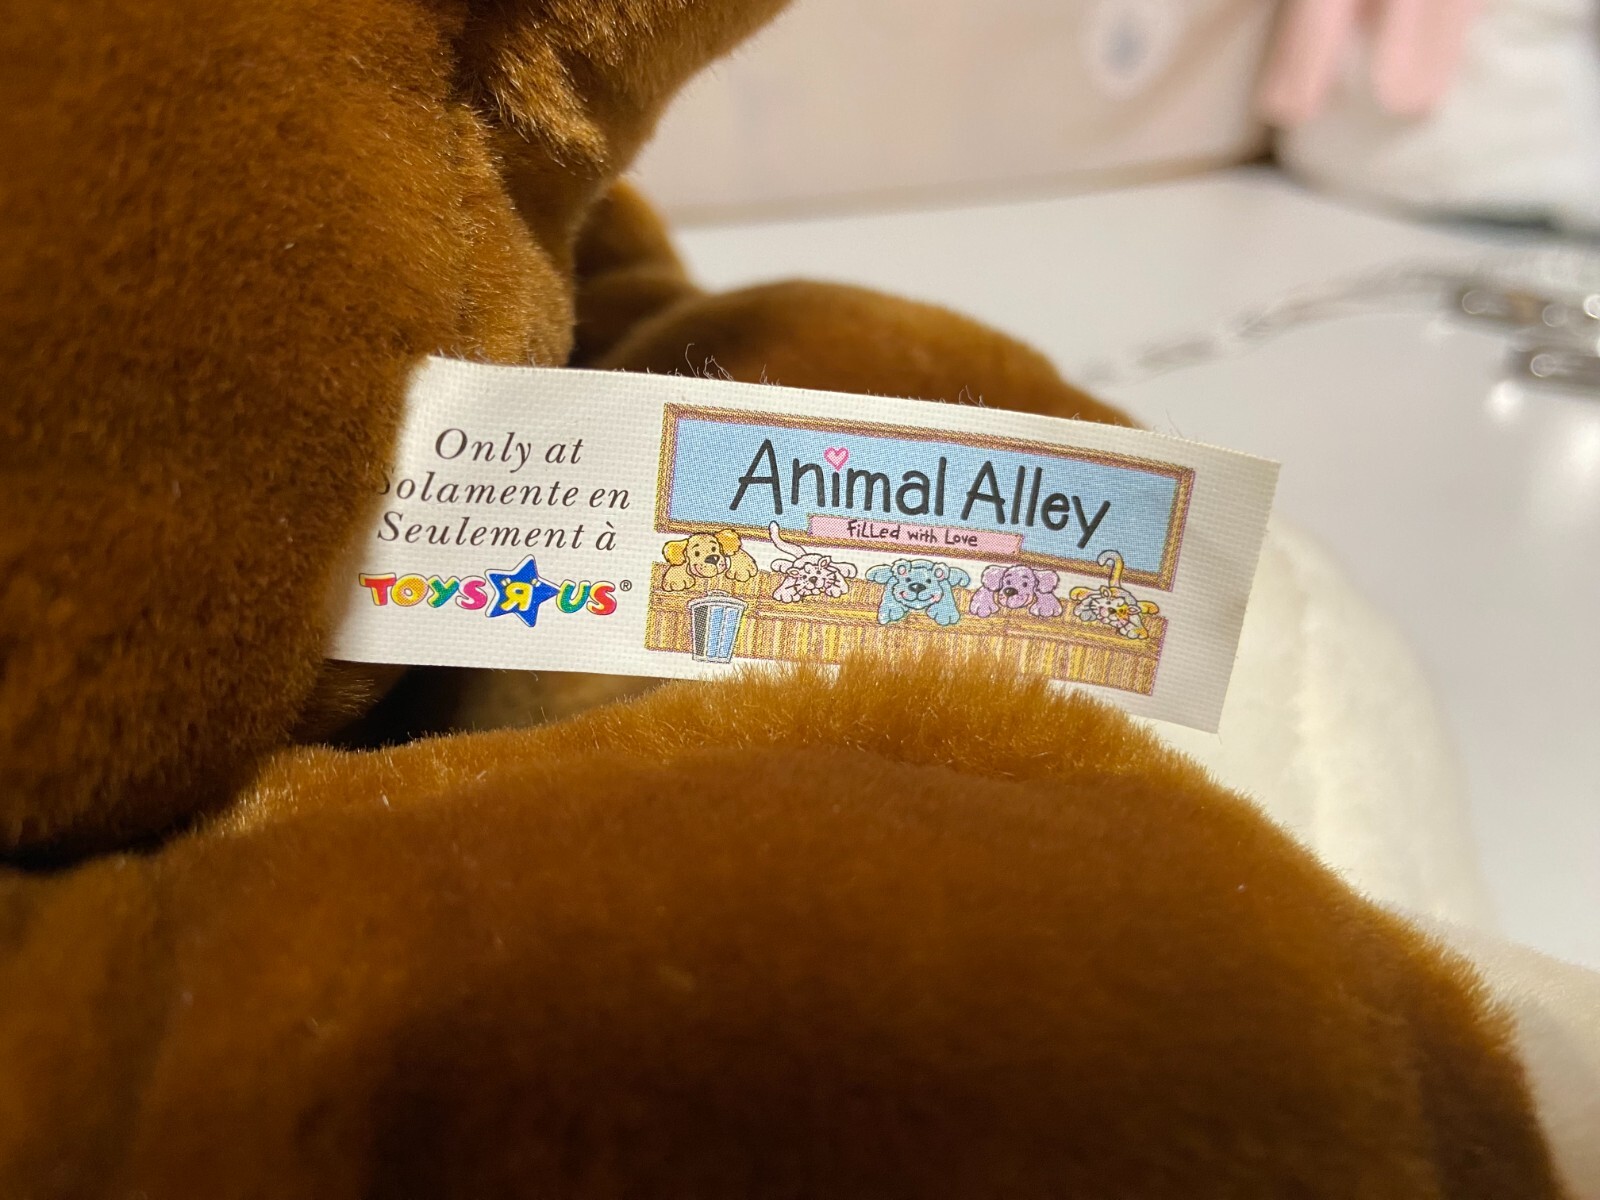 Only at
Solamente en
Seulement à
TOYS R US®
Animal Alley
Filled with Love